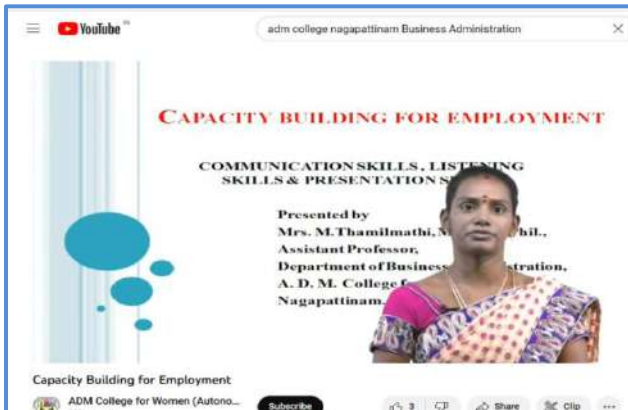 YouTube IN
adm college nagapattinam Business Administration
CAPACITY BUILDING FOR EMPLOYMENT
COMMUNICATION SKILLS, LISTENING
SKILLS & PRESENTATION
Presented by
Mrs. M.Thamilmathi,
Assistant Professor,
Department of Business
A. D. M. College
Nagapattinam.
Capacity Building for Employment
ADM College for Women (Autono...
Subscribe
3
Share
Clip